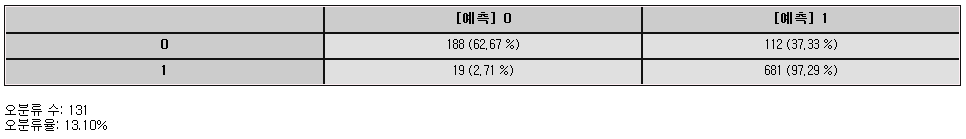 [예측] 0 [예측] 1
0 188 (62,67 %) 112 (37,33 %)
1 19 (2,71 %) 681 (97,29 %)
오분류 수: 131
오분류율: 13.10%